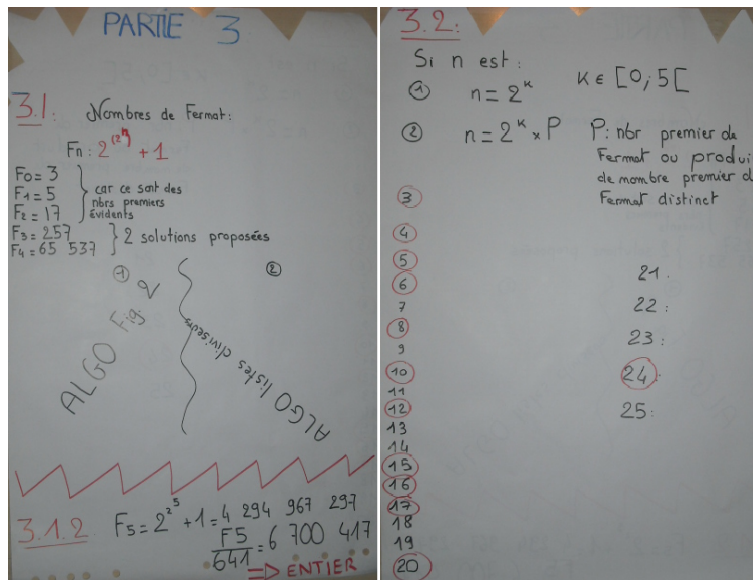 PARTIE 3
3.1: Nombres de Fermat:
Fn: 2^(2^n) + 1
F0 = 3
F1 = 5
F2 = 17
car ce sont des
nbrs premiers
évidents
F3 = 257
F4 = 65 537
2 solutions proposées
①
②
ALGO Fig. 2
ALGO listes diviseurs
3.1.2 F5 = 2^2^5 + 1 = 4 294 967 297
F5/641 = 6 700 417
=> ENTIER
3.2:
Si n est:
① n = 2^k K ∈ [0; 5[
② n = 2^k × P P: nbr premier de
Fermat ou produi
de nombre premier d
Fermat distinct
3
4
5
6
7
8
9
10
11
12
13
14
15
16
17
18
19
20
21:
22:
23:
24:
25: